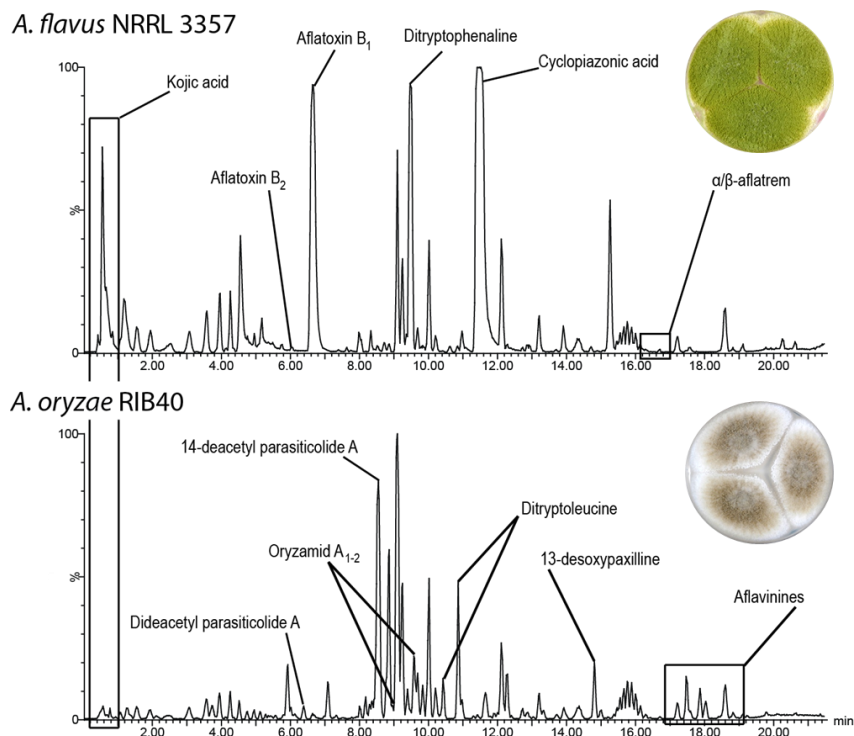 A. flavus NRRL 3357
Aflatoxin B1
Ditryptophenaline
Cyclopiazonic acid
Kojic acid
100
Aflatoxin B2
α/β-aflatrem
%
0
2.00 4.00 6.00 8.00 10.00 12.00 14.00 16.00 18.00 20.00
A. oryzae RIB40
100
14-deacetyl parasiticolide A
Ditryptoleucine
Oryzamid A1-2
13-desoxypaxilline
%
Aflavinines
Dideacetyl parasiticolide A
0
min
2.00 4.00 6.00 8.00 10.00 12.00 14.00 16.00 18.00 20.00